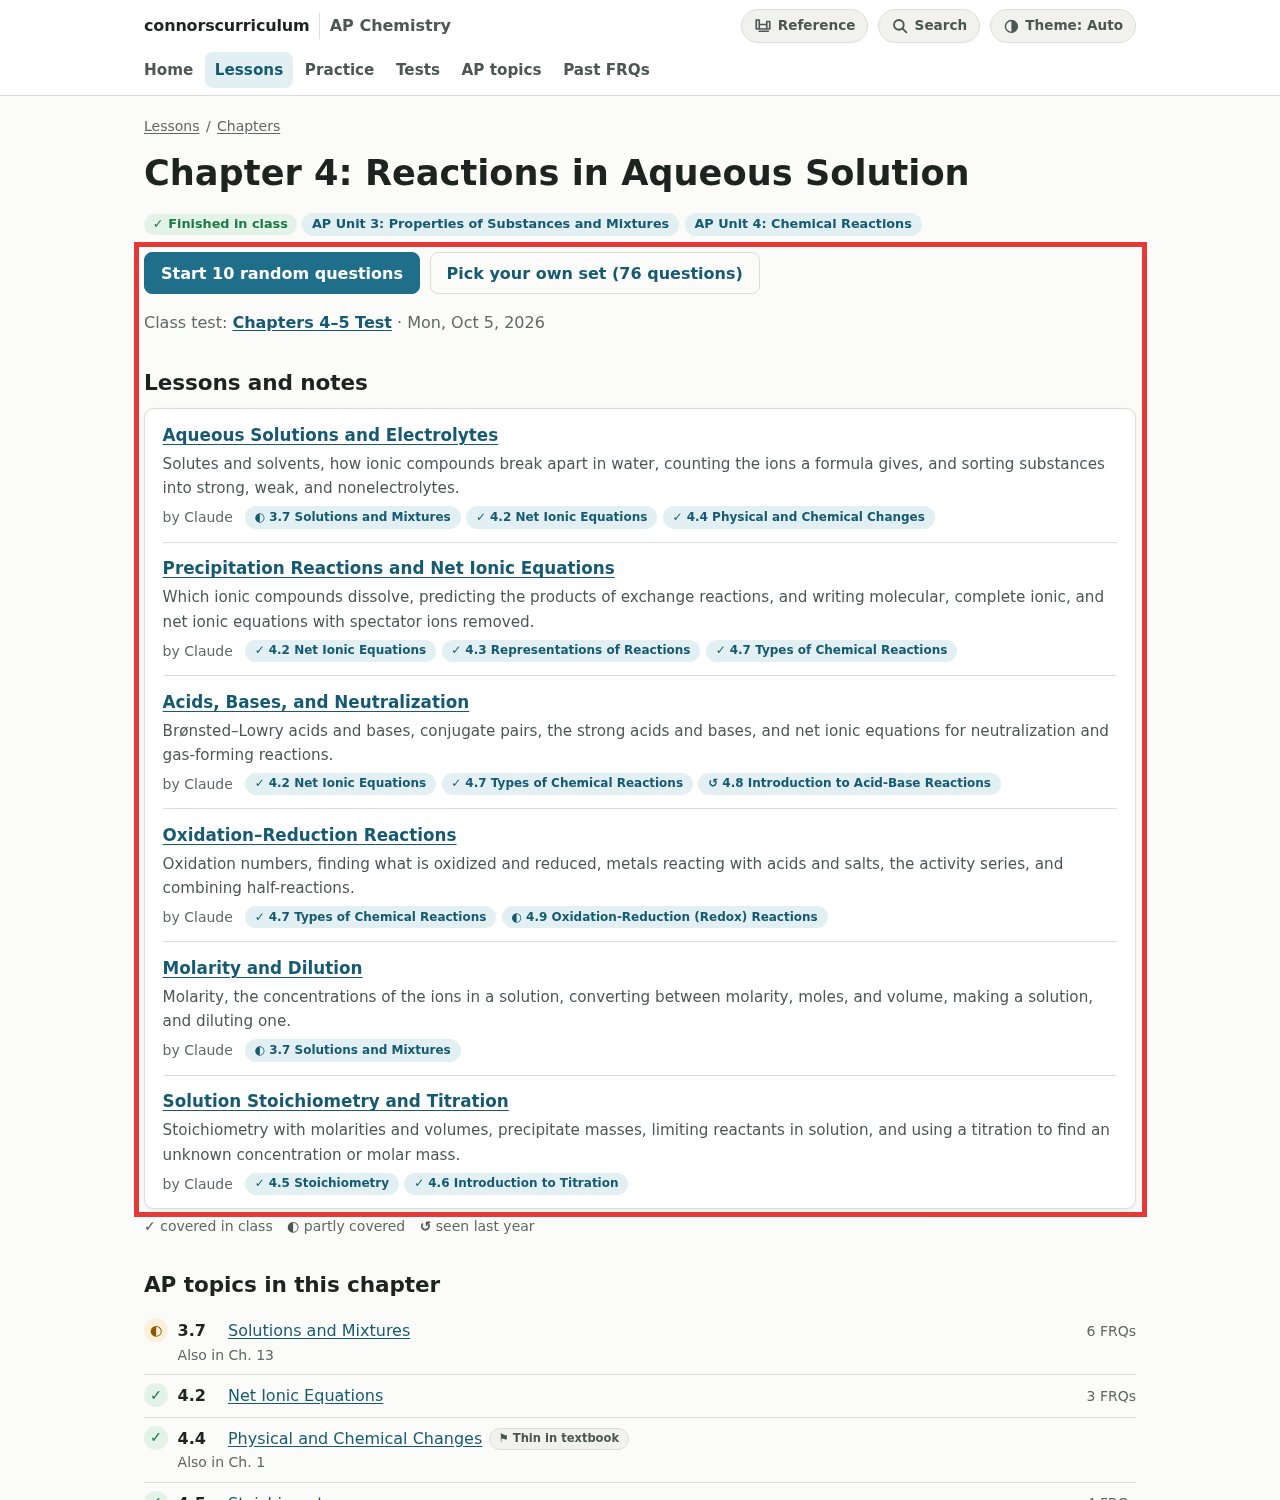 connorscurriculum
AP Chemistry
Reference
Search
Theme: Auto
Home
Lessons
Practice
Tests
AP topics
Past FRQs
Lessons / Chapters
Chapter 4: Reactions in Aqueous Solution
✓ Finished in class
AP Unit 3: Properties of Substances and Mixtures
AP Unit 4: Chemical Reactions
Start 10 random questions
Pick your own set (76 questions)
Class test: Chapters 4–5 Test · Mon, Oct 5, 2026
Lessons and notes
Aqueous Solutions and Electrolytes
Solutes and solvents, how ionic compounds break apart in water, counting the ions a formula gives, and sorting substances
into strong, weak, and nonelectrolytes.
by Claude ◐ 3.7 Solutions and Mixtures ✓ 4.2 Net Ionic Equations ✓ 4.4 Physical and Chemical Changes
Precipitation Reactions and Net Ionic Equations
Which ionic compounds dissolve, predicting the products of exchange reactions, and writing molecular, complete ionic, and
net ionic equations with spectator ions removed.
by Claude ✓ 4.2 Net Ionic Equations ✓ 4.3 Representations of Reactions ✓ 4.7 Types of Chemical Reactions
Acids, Bases, and Neutralization
Brønsted–Lowry acids and bases, conjugate pairs, the strong acids and bases, and net ionic equations for neutralization and
gas-forming reactions.
by Claude ✓ 4.2 Net Ionic Equations ✓ 4.7 Types of Chemical Reactions ↺ 4.8 Introduction to Acid-Base Reactions
Oxidation–Reduction Reactions
Oxidation numbers, finding what is oxidized and reduced, metals reacting with acids and salts, the activity series, and
combining half-reactions.
by Claude ✓ 4.7 Types of Chemical Reactions ◐ 4.9 Oxidation-Reduction (Redox) Reactions
Molarity and Dilution
Molarity, the concentrations of the ions in a solution, converting between molarity, moles, and volume, making a solution,
and diluting one.
by Claude ◐ 3.7 Solutions and Mixtures
Solution Stoichiometry and Titration
Stoichiometry with molarities and volumes, precipitate masses, limiting reactants in solution, and using a titration to find an
unknown concentration or molar mass.
by Claude ✓ 4.5 Stoichiometry ✓ 4.6 Introduction to Titration
✓ covered in class ◐ partly covered ↺ seen last year
AP topics in this chapter
◐ 3.7 Solutions and Mixtures 6 FRQs
Also in Ch. 13
✓ 4.2 Net Ionic Equations 3 FRQs
✓ 4.4 Physical and Chemical Changes ⚑ Thin in textbook
Also in Ch. 1